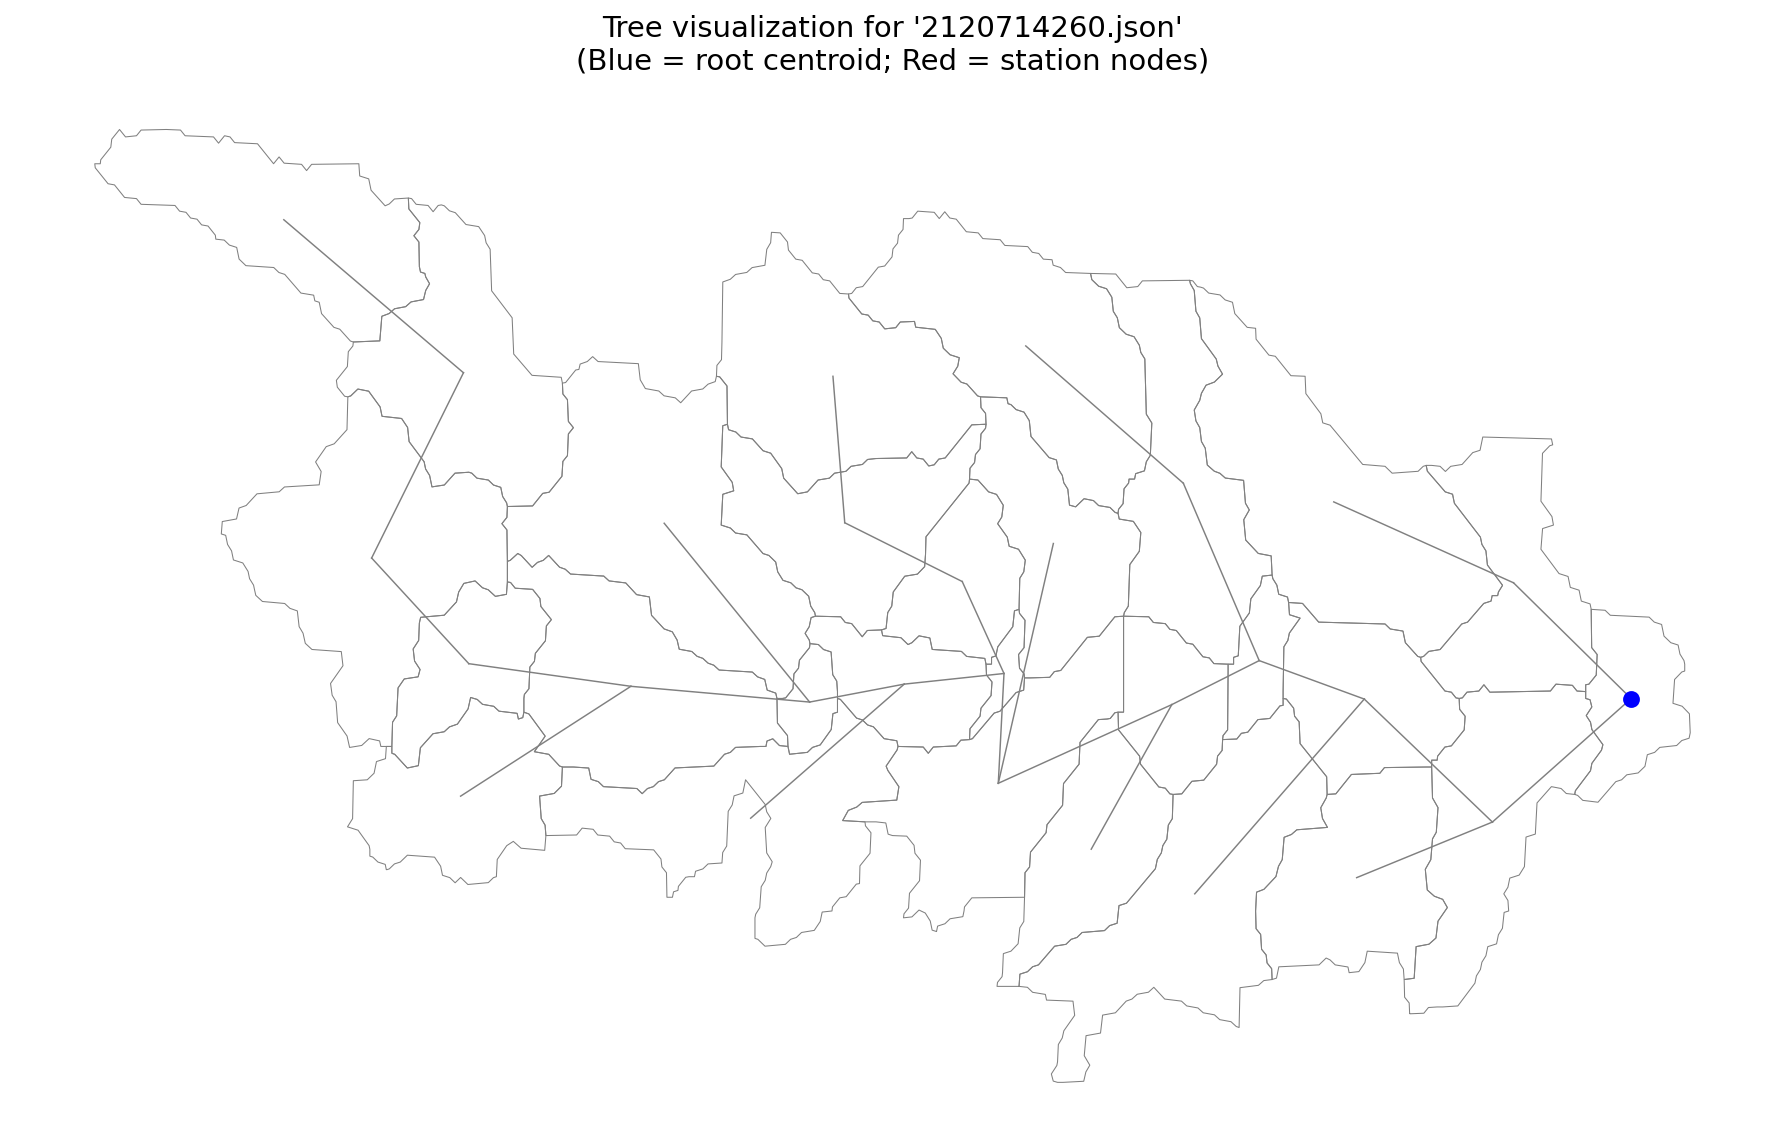 Tree visualization for '2120714260.json'
(Blue = root centroid; Red = station nodes)